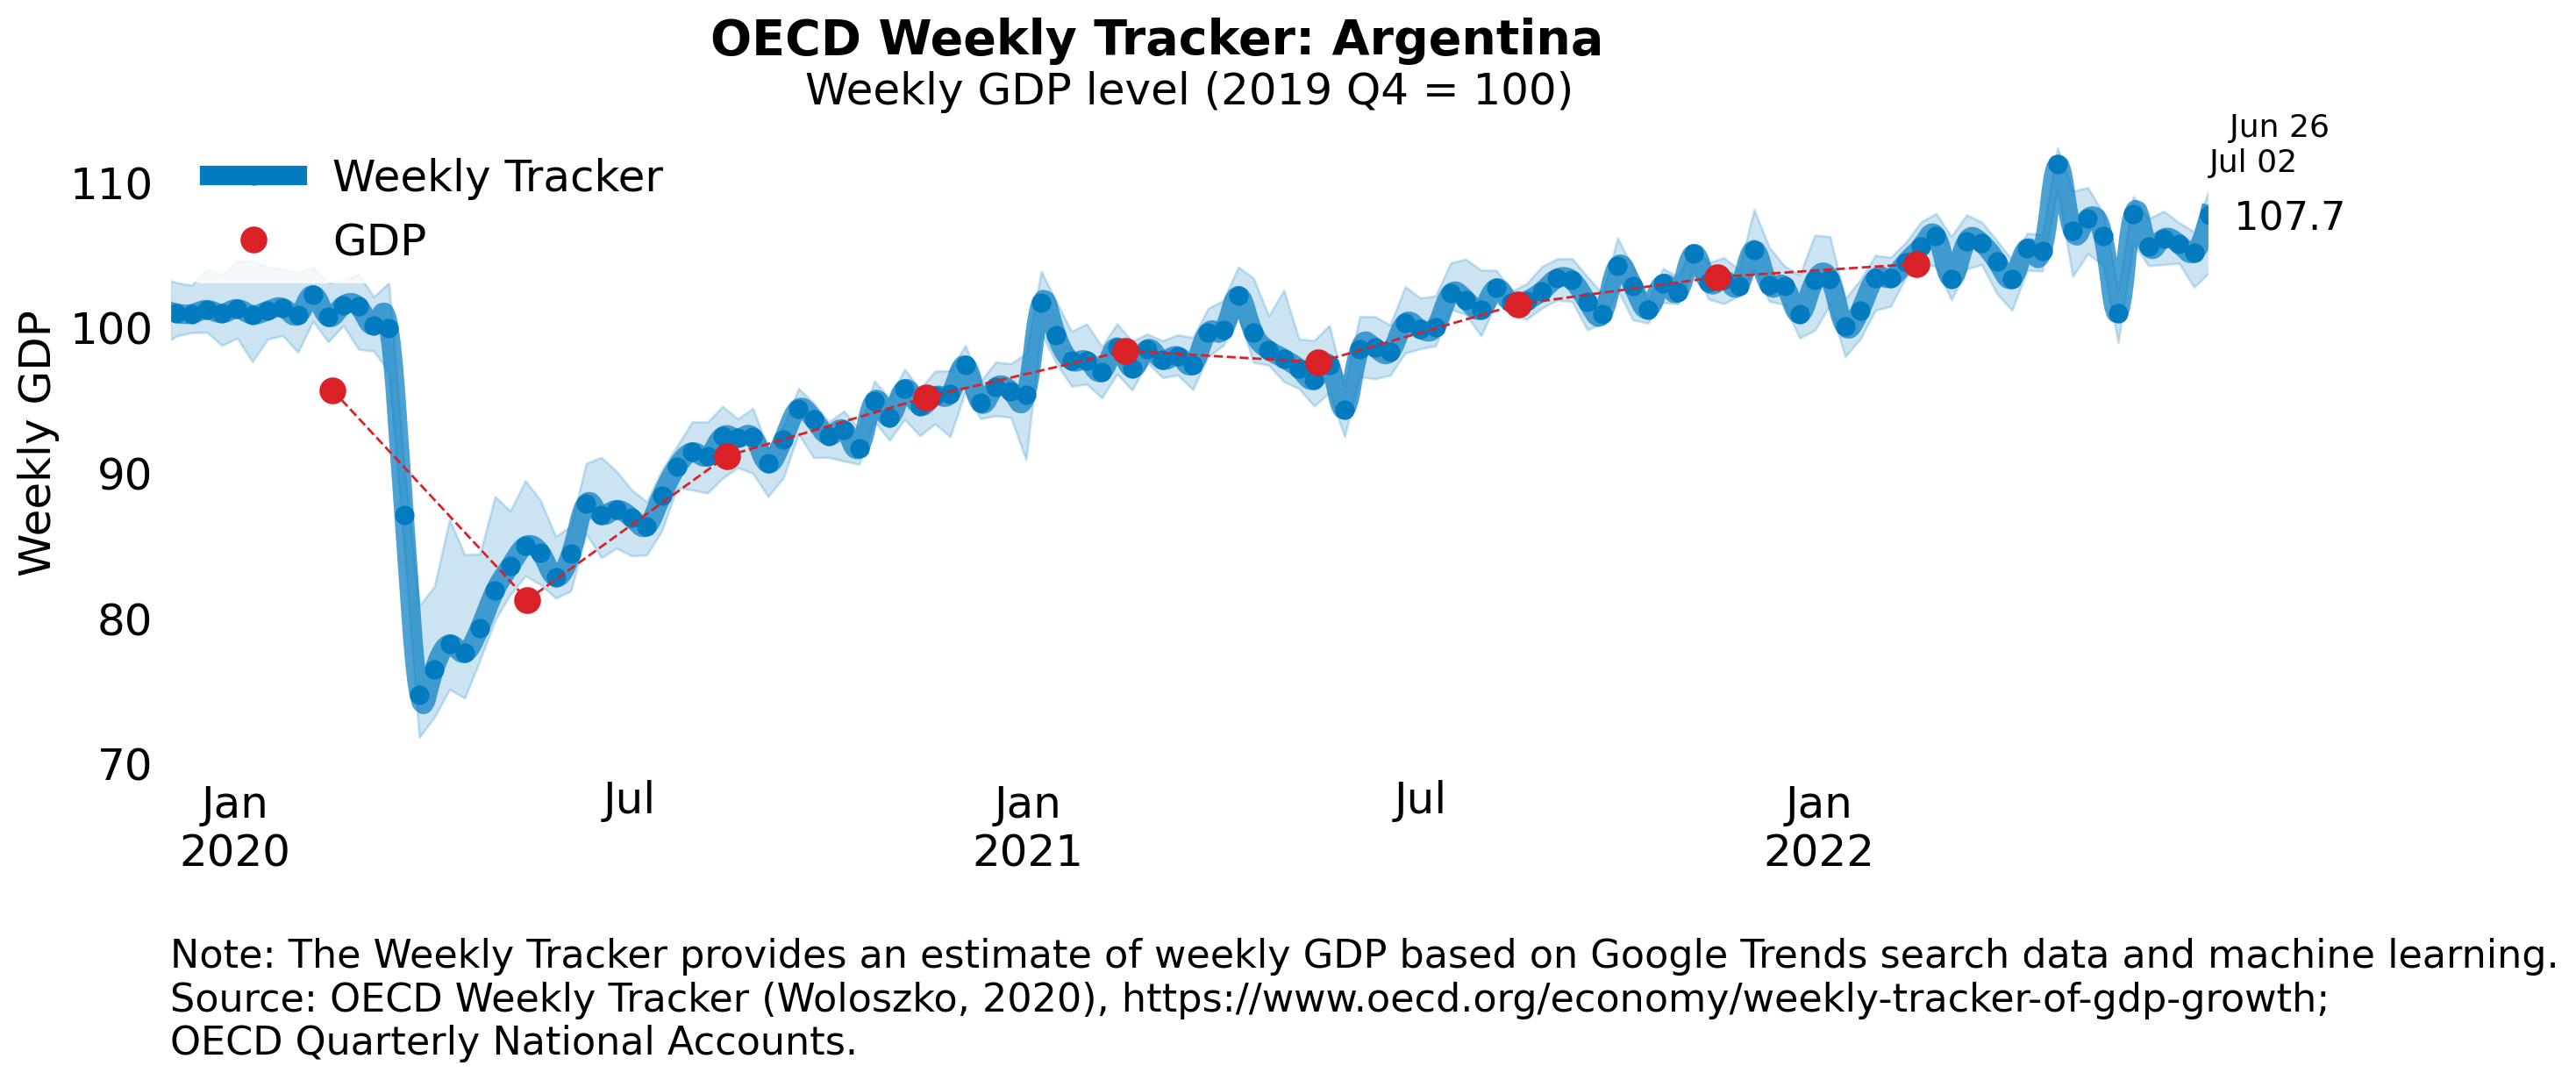 OECD Weekly Tracker: Argentina
Weekly GDP level (2019 Q4 = 100)
Jun 26
Jul 02
107.7
Weekly Tracker
GDP
Weekly GDP
110
100
90
80
70
Jan
2020
Jul
Jan
2021
Jul
Jan
2022
Note: The Weekly Tracker provides an estimate of weekly GDP based on Google Trends search data and machine learning.
Source: OECD Weekly Tracker (Woloszko, 2020), https://www.oecd.org/economy/weekly-tracker-of-gdp-growth;
OECD Quarterly National Accounts.